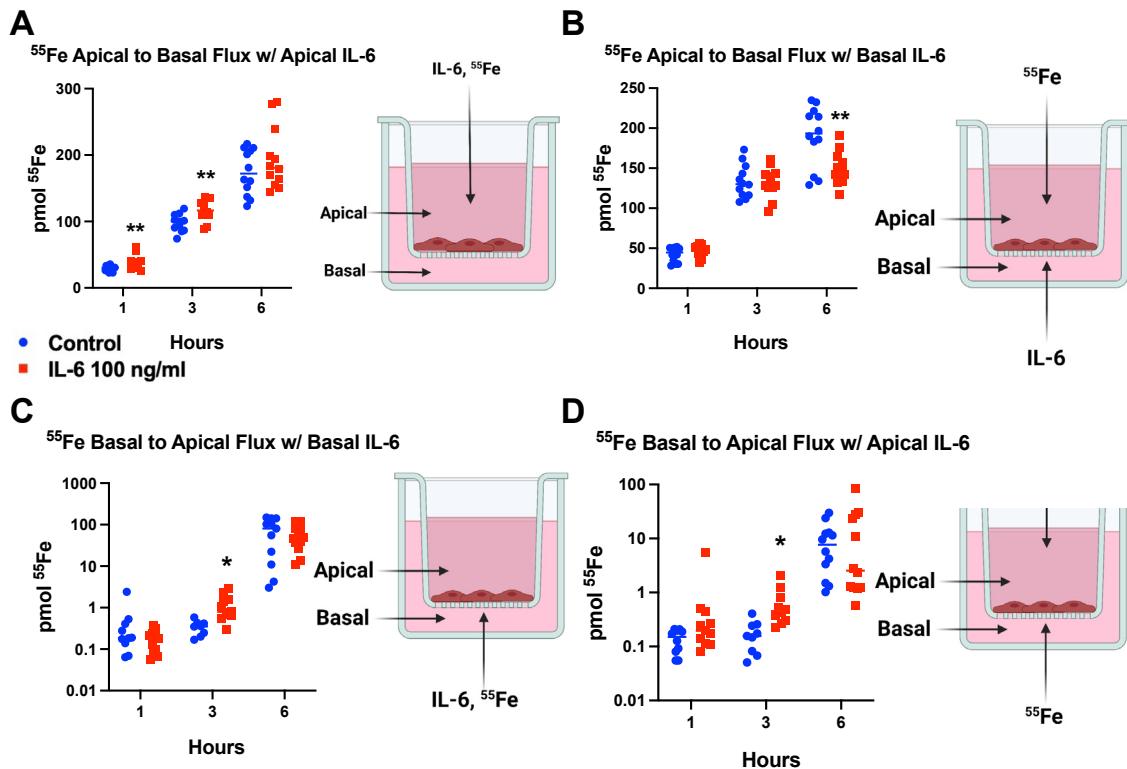 A
⁵⁵Fe Apical to Basal Flux w/ Apical IL-6
pmol ⁵⁵Fe
300
200
100
0
**
**
1 3 6
Hours
IL-6, ⁵⁵Fe
Apical
Basal
Control
IL-6 100 ng/ml
B
⁵⁵Fe Apical to Basal Flux w/ Basal IL-6
pmol ⁵⁵Fe
250
200
150
100
50
0
**
1 3 6
Hours
⁵⁵Fe
Apical
Basal
IL-6
C
⁵⁵Fe Basal to Apical Flux w/ Basal IL-6
pmol ⁵⁵Fe
1000
100
10
1
0.1
0.01
*
1 3 6
Hours
Apical
Basal
IL-6, ⁵⁵Fe
D
⁵⁵Fe Basal to Apical Flux w/ Apical IL-6
pmol ⁵⁵Fe
100
10
1
0.1
0.01
*
1 3 6
Hours
Apical
Basal
⁵⁵Fe